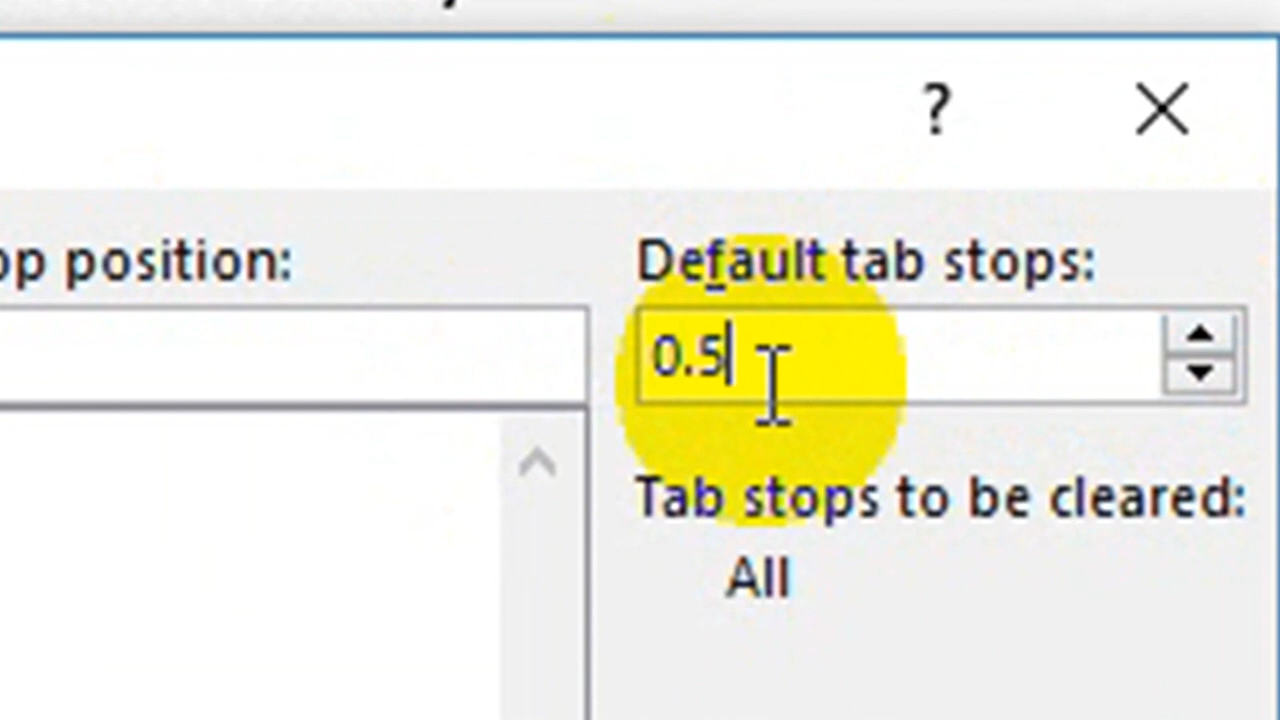 ?
op position:
Default tab stops:
0.5
Tab stops to be cleared:
All